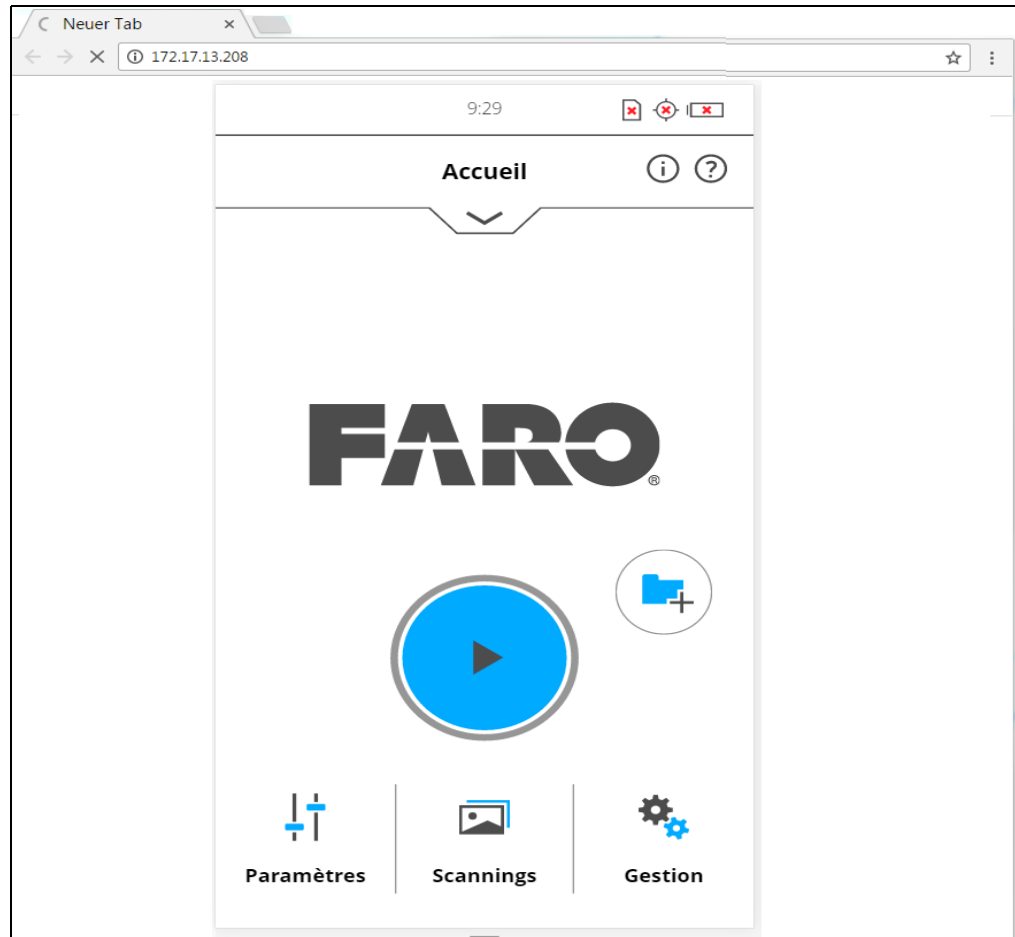 Neuer Tab
172.17.13.208
9:29
Accueil
FARO®
Paramètres Scannings Gestion